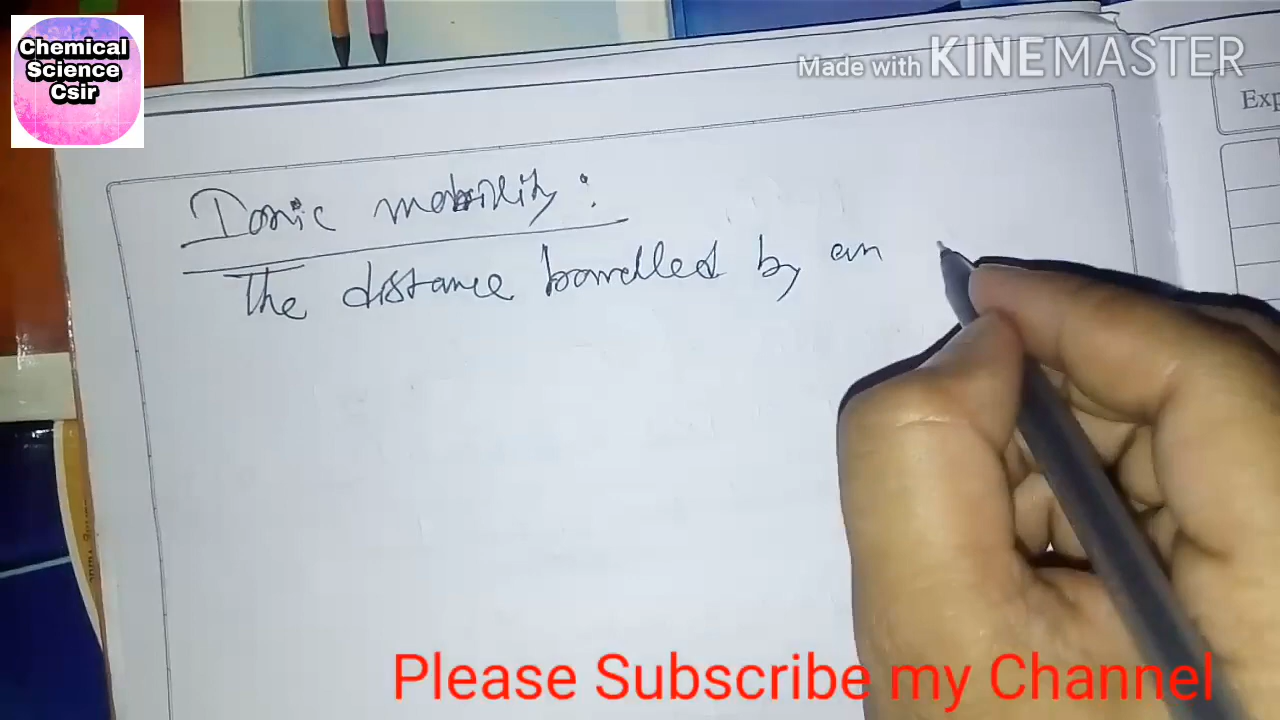 Chemical
Science
Csir
Made with KINEMASTER
Exp
Ionic mobility :
The distance travelled by an
Please Subscribe my Channel